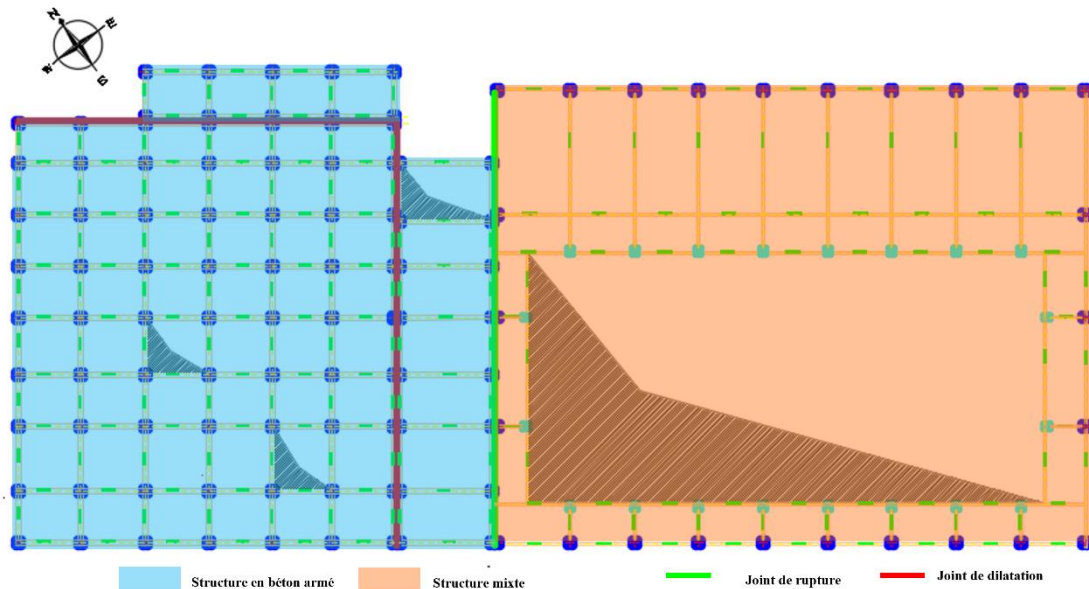 N
E
W
S
Structure en béton armé
Structure mixte
Joint de rupture
Joint de dilatation